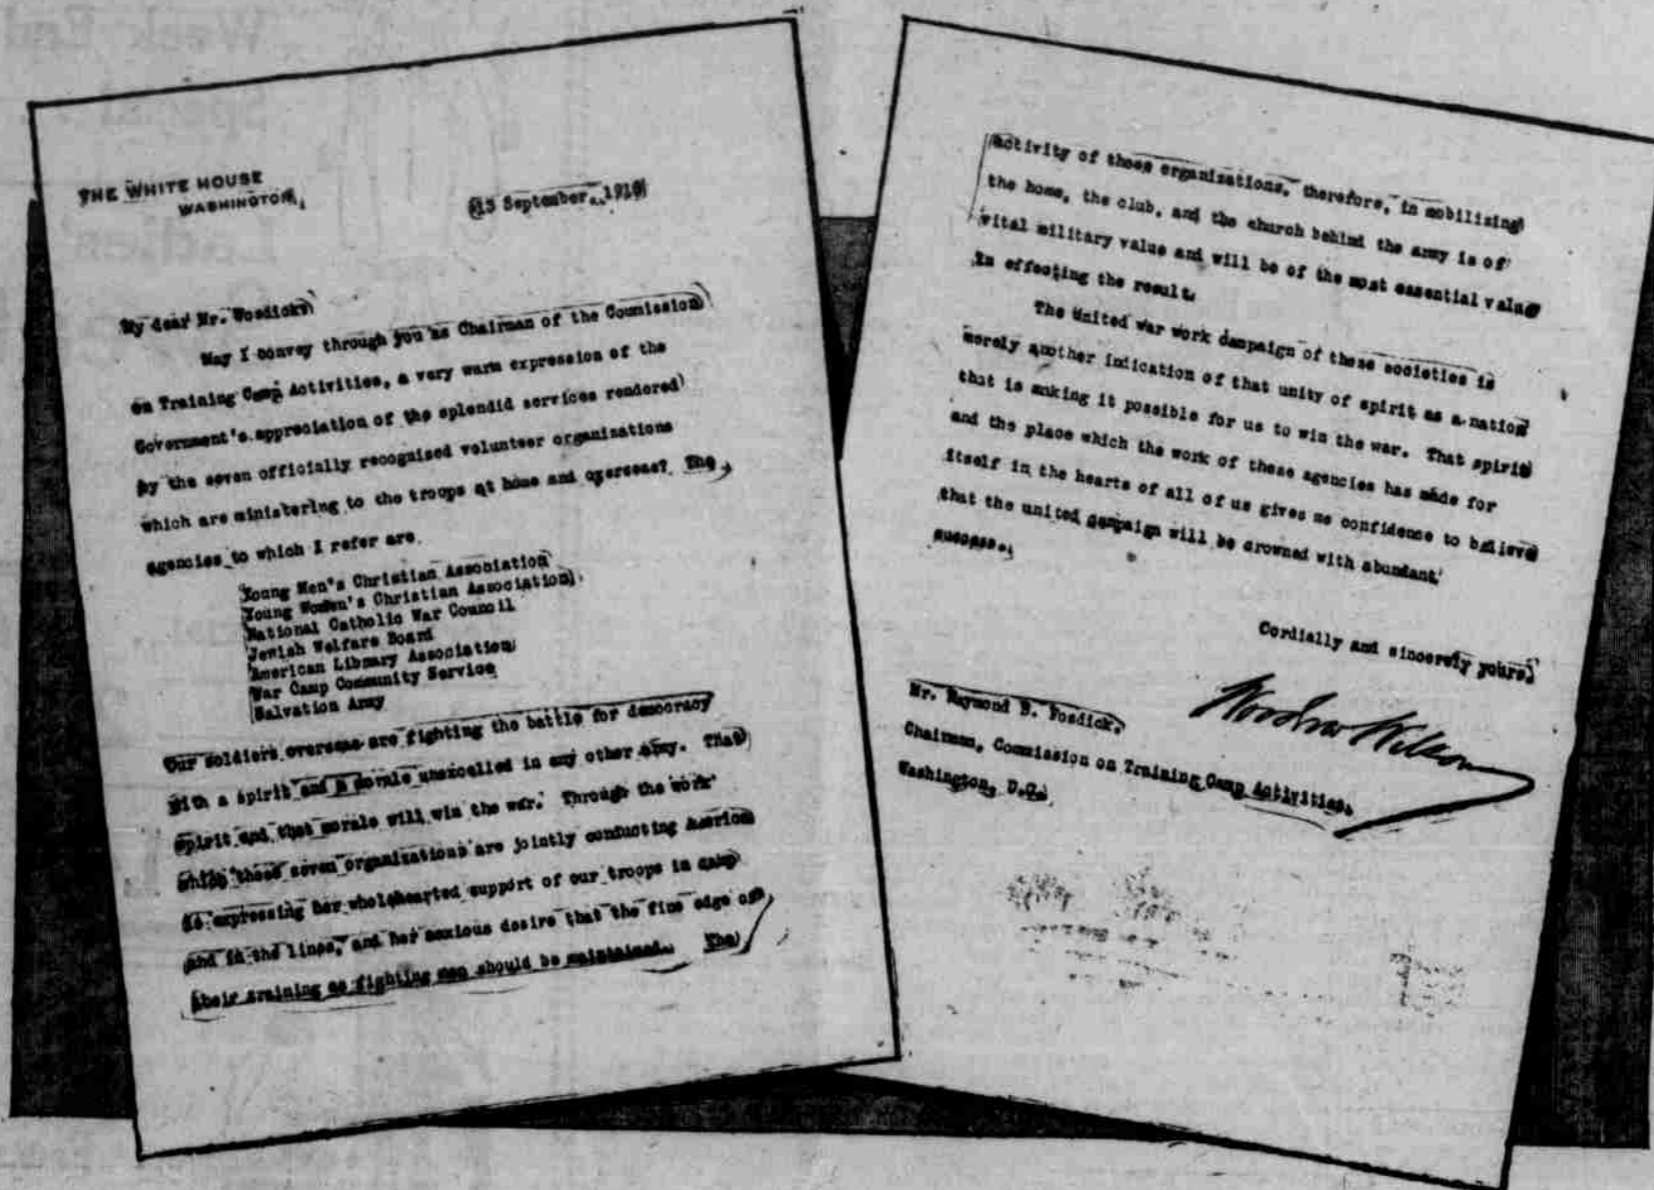 THE WHITE HOUSE
WASHINGTON
13 September, 1918
My dear Mr. Fosdick:
May I convey through you as Chairman of the Commission
on Training Camp Activities, a very warm expression of the
Government's appreciation of the splendid services rendered
by the seven officially recognized volunteer organizations
which are ministering to the troops at home and overseas? The
agencies to which I refer are
Young Men's Christian Association
Young Women's Christian Association
National Catholic War Council
Jewish Welfare Board
American Library Association
War Camp Community Service
Salvation Army
Our soldiers overseas are fighting the battle for democracy
with a spirit and a morale unexcelled in any other army. That
spirit and that morale will win the war. Through the work
which these seven organizations are jointly conducting America
is expressing her wholehearted support of our troops in camp
and in the lines, and her anxious desire that the fine edge of
their training as fighting men should be maintained. The
activity of those organizations, therefore, in mobilizing
the home, the club, and the church behind the army is of
vital military value and will be of the most essential value
in effecting the result.
The United war work campaign of these societies is
merely another indication of that unity of spirit as a nation
that is making it possible for us to win the war. That spirit
and the place which the work of these agencies has made for
itself in the hearts of all of us gives me confidence to believe
that the united campaign will be crowned with abundant
success.
Cordially and sincerely yours,
Woodrow Wilson
Mr. Raymond B. Fosdick,
Chairman, Commission on Training Camp Activities,
Washington, D.C.